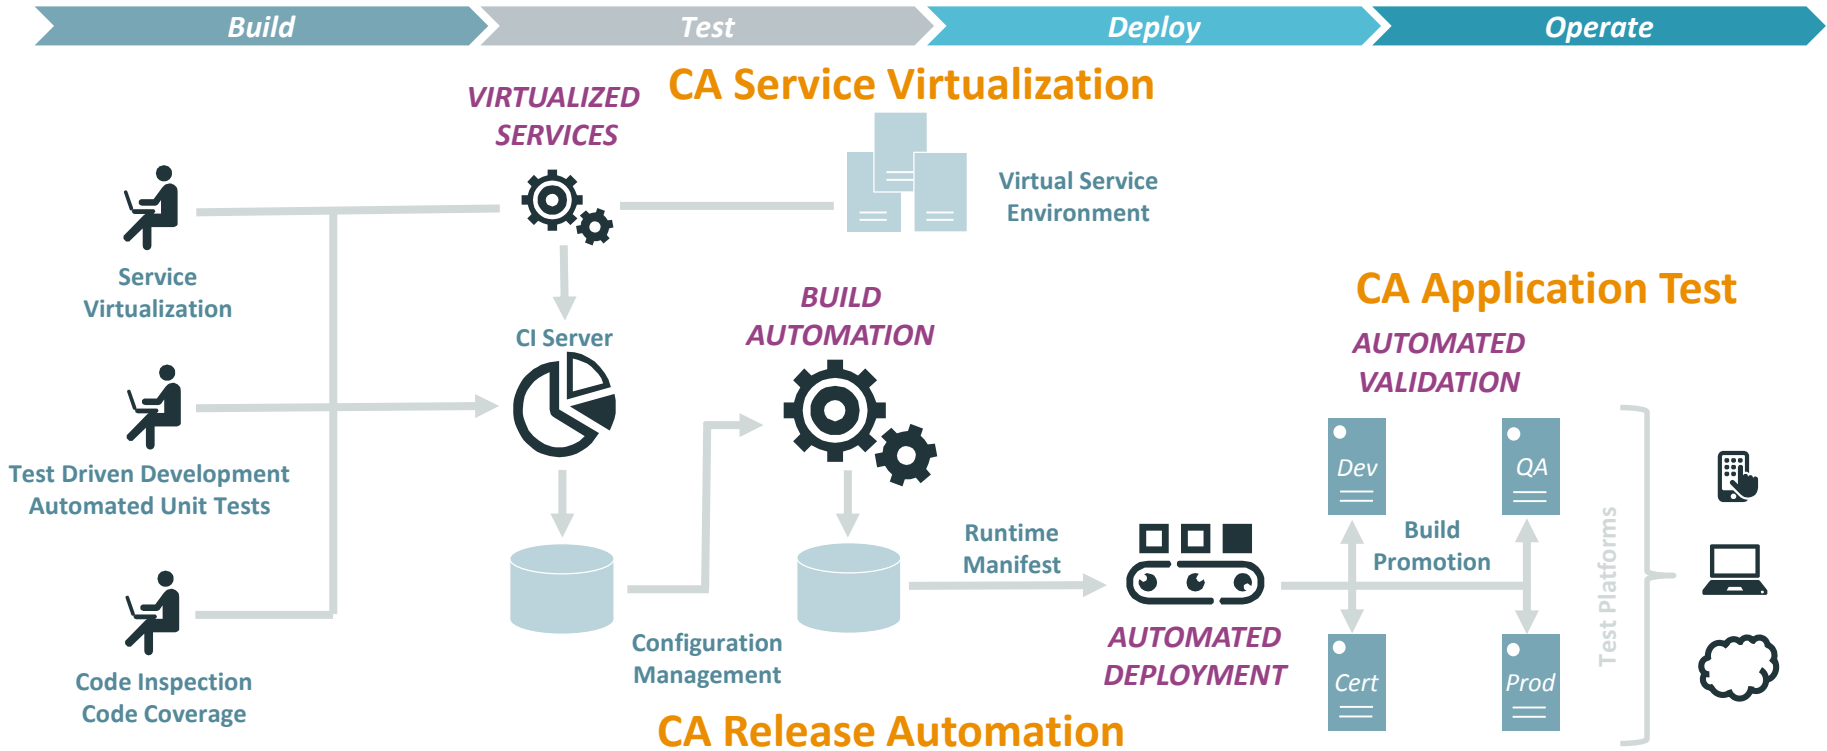 Build
Test
Deploy
Operate
CA Service Virtualization
VIRTUALIZED
SERVICES
Virtual Service
Environment
Service
Virtualization
CA Application Test
BUILD
AUTOMATION
CI Server
AUTOMATED
VALIDATION
Dev
QA
Test Driven Development
Automated Unit Tests
Runtime
Manifest
Build
Promotion
Test Platforms
Configuration
Management
AUTOMATED
DEPLOYMENT
Cert
Prod
Code Inspection
Code Coverage
CA Release Automation